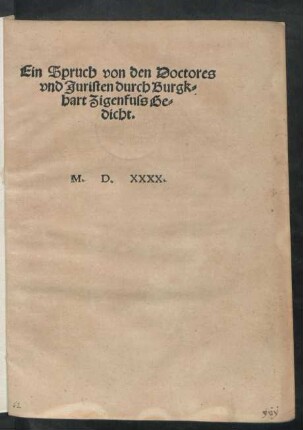 Ein Spruch von den Doctores
vnd Juristen durch Burgk-
hart Zigenfuss Ge-
dicht.
M. D. XXXX.